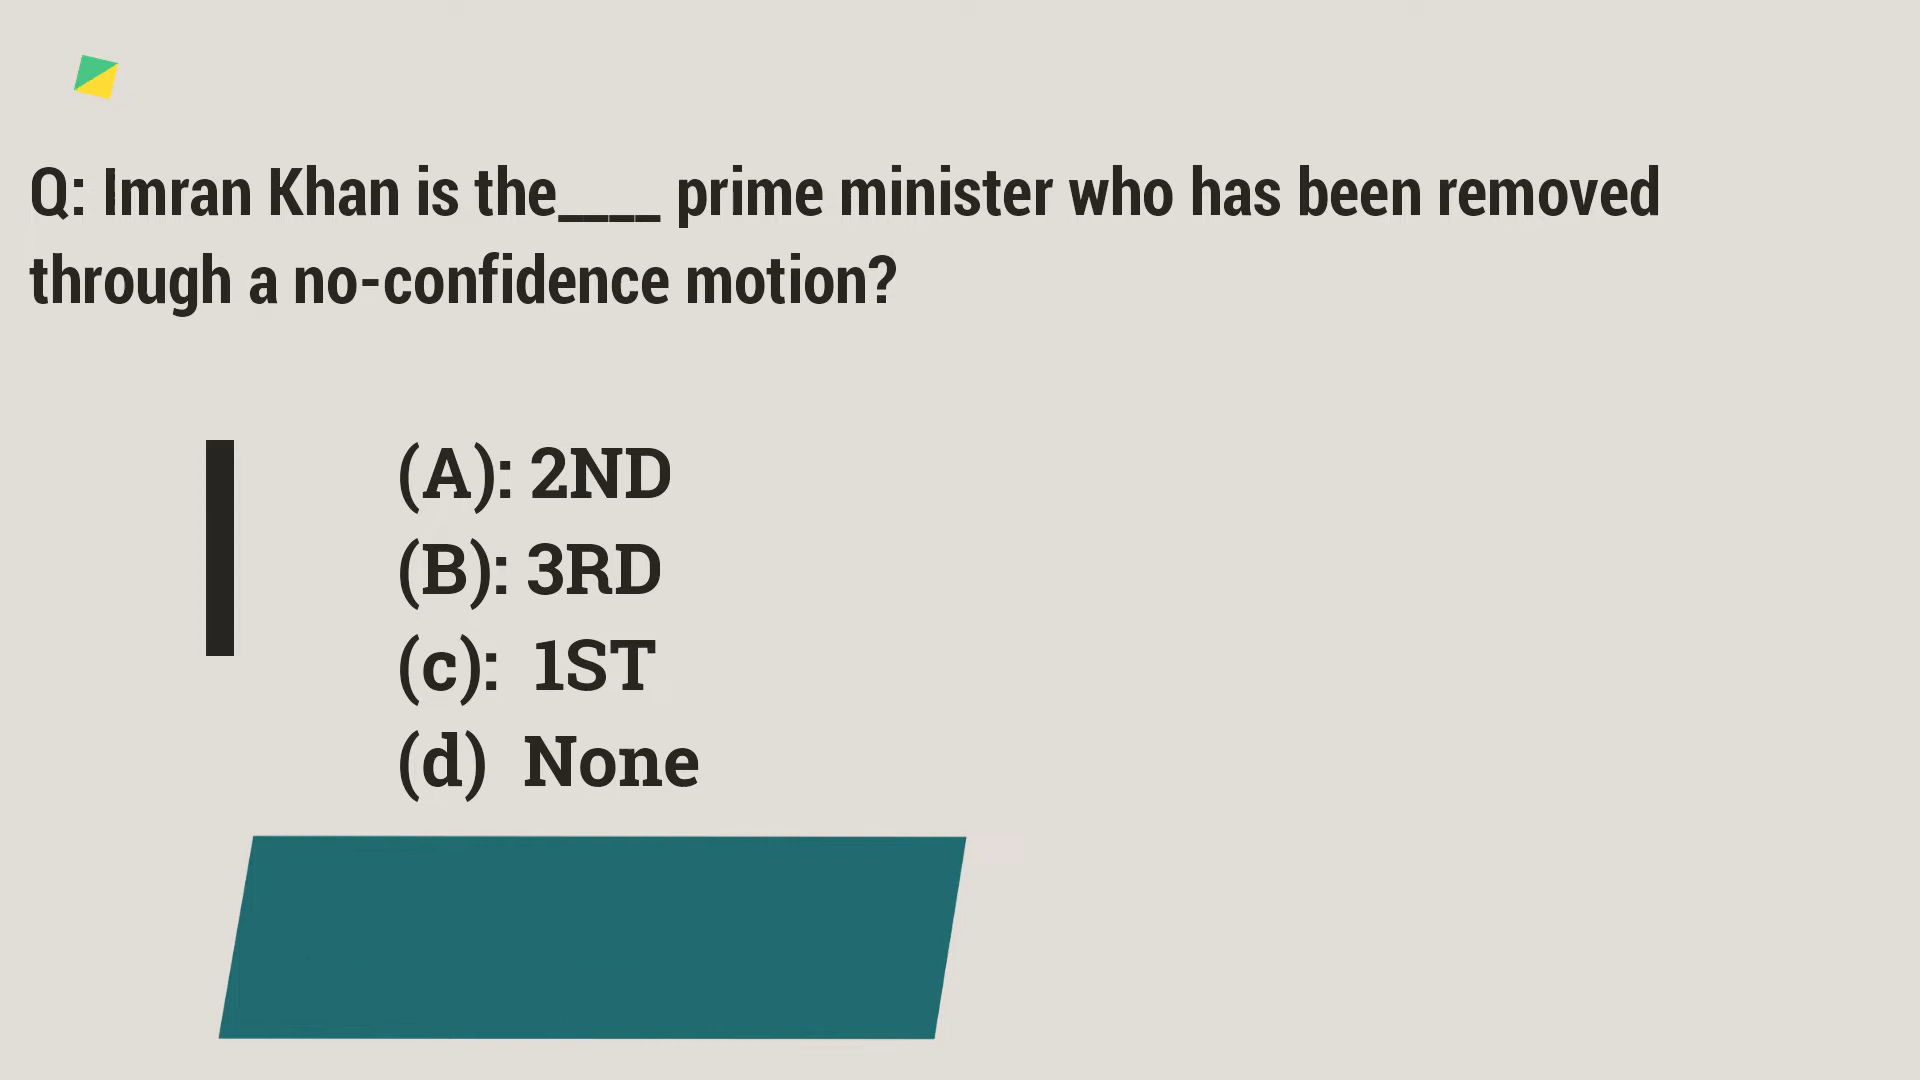 Q: Imran Khan is the____ prime minister who has been removed
through a no-confidence motion?
(A): 2ND
(B): 3RD
(c): 1ST
(d) None